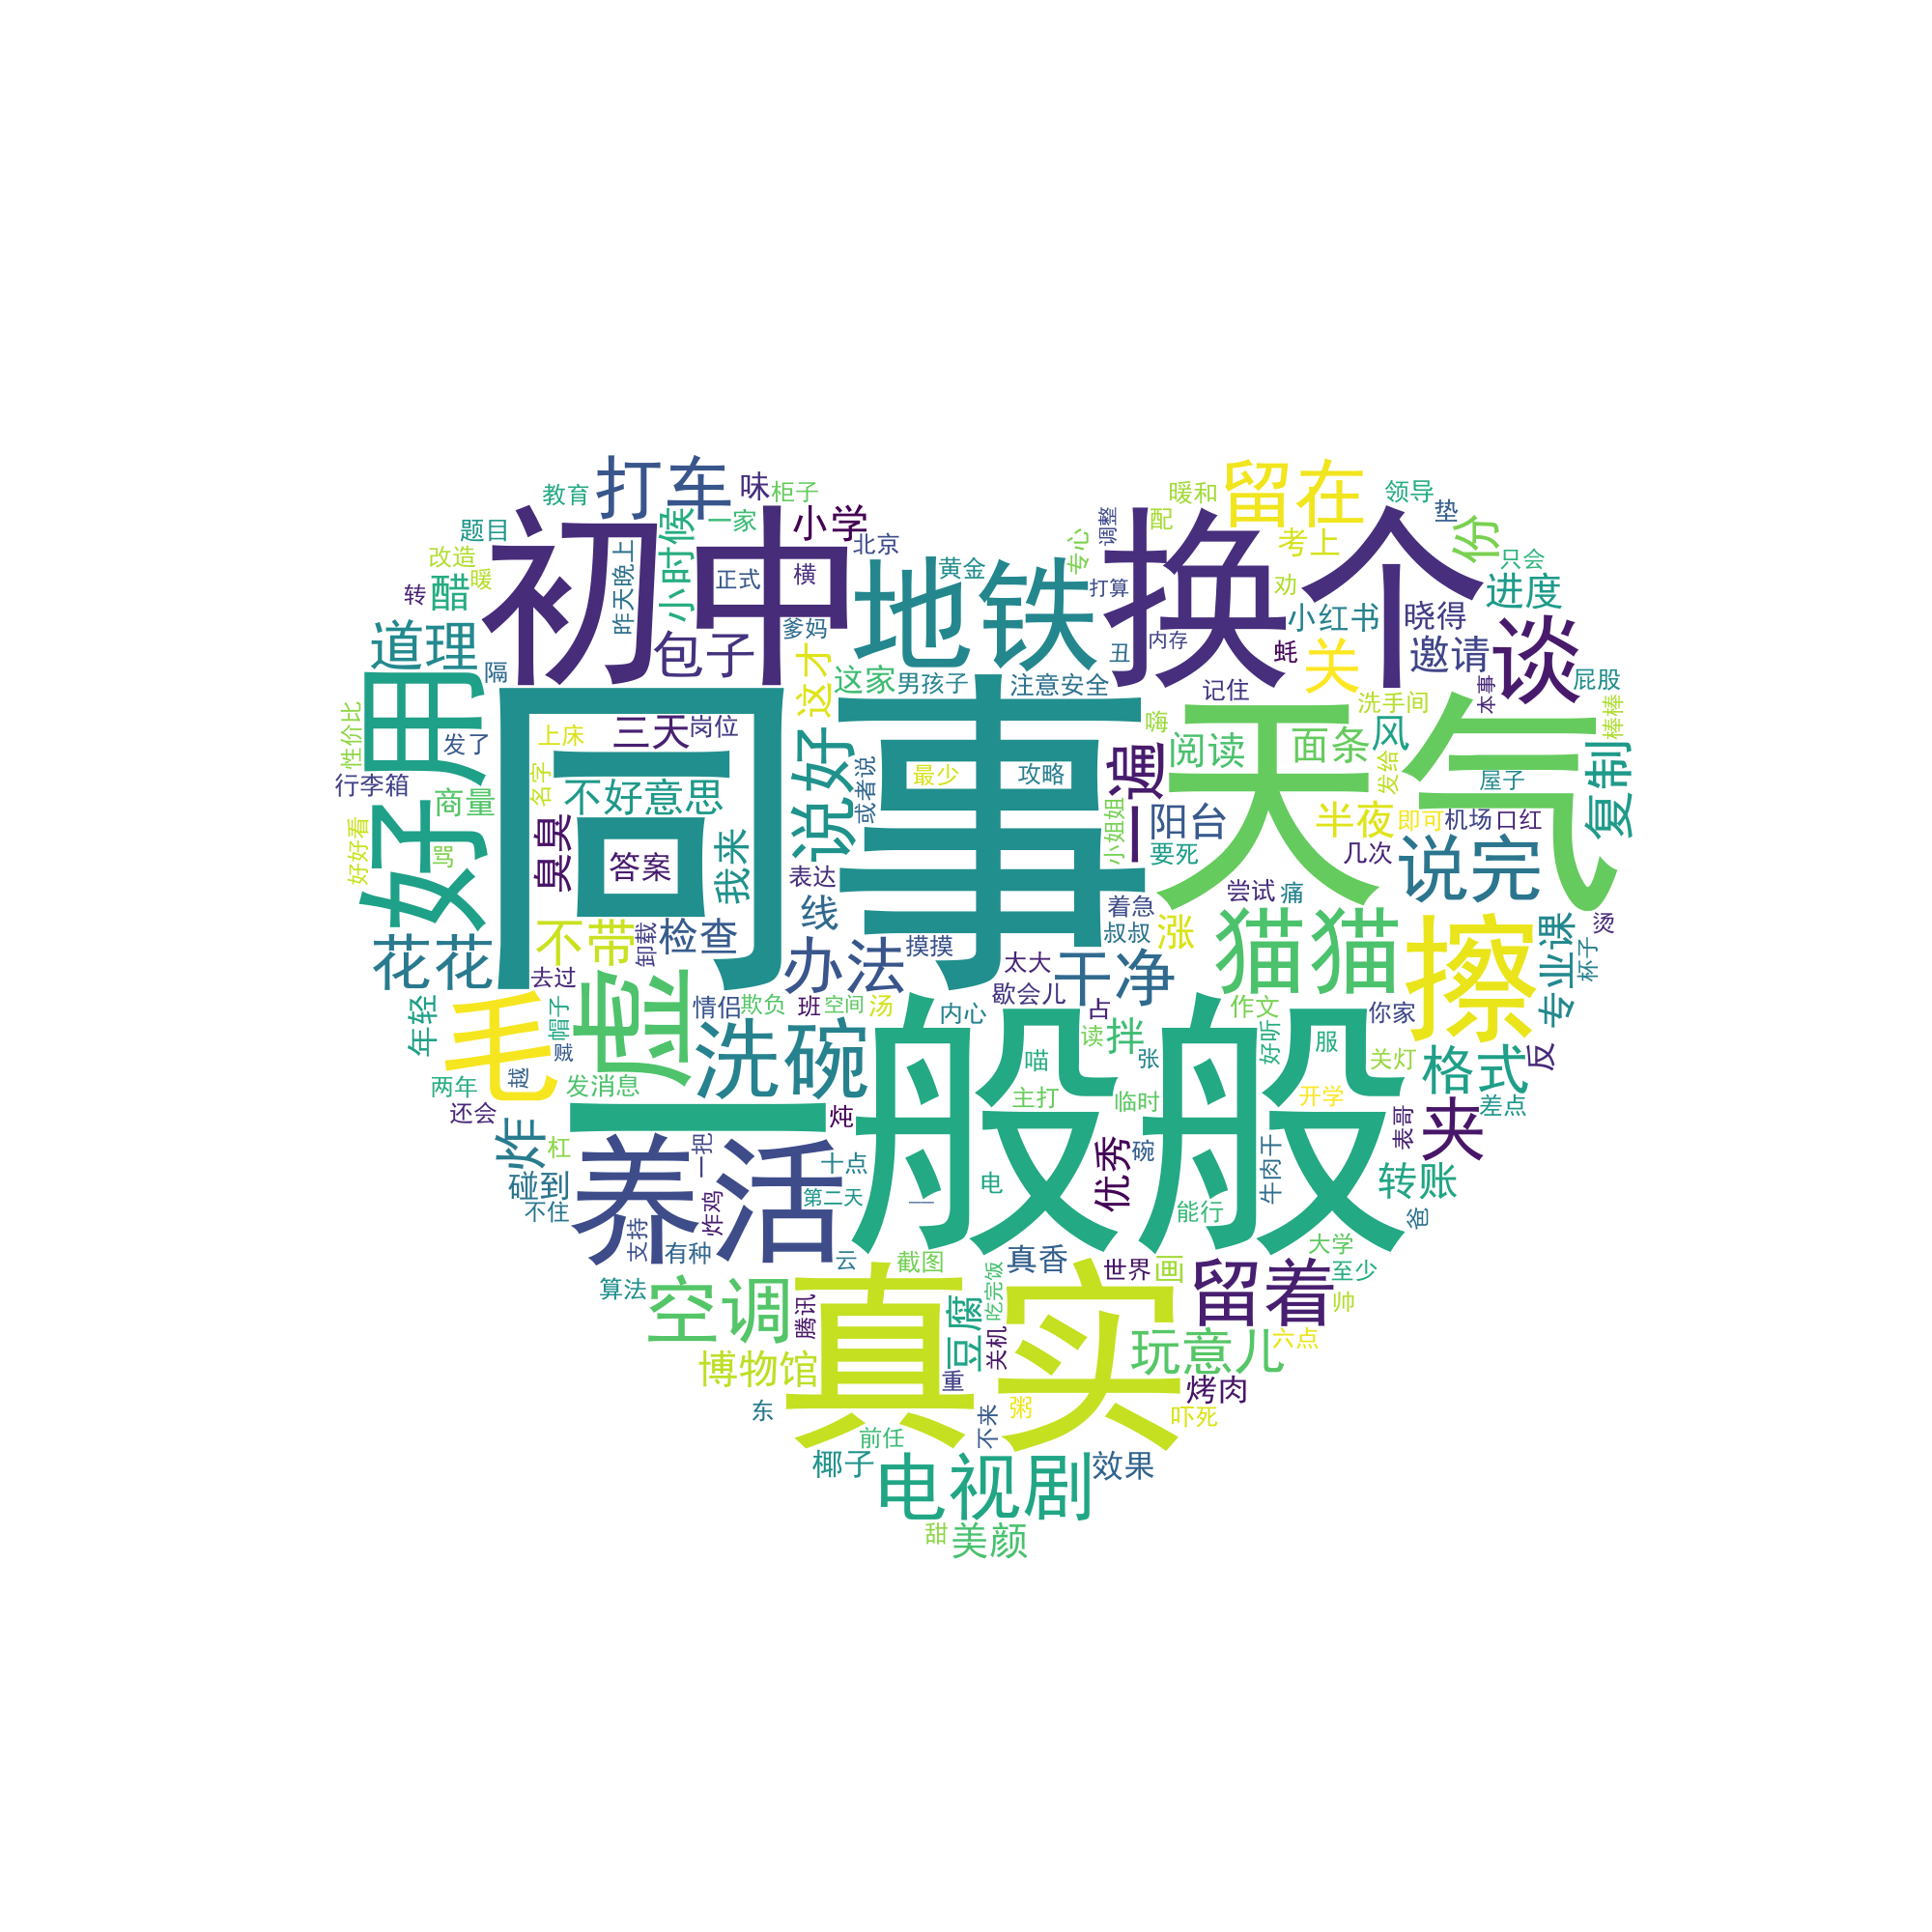 打车
味
柜子
教育
留在
暖和
领导
垫
题目
初中
小时候
一家
小学
北京
换个
调整
配
考上
份
只会
改造
暖
昨天晚上
正式
横
黄金
专心
转
醋
地铁
打算
劝
小红书
晓得
进度
道理
隔
包子
爹妈
这才
丑
内存
蚝
关
邀请
谈
好用
这家
男孩子
注意安全
记住
洗手间
本事
屁股
性价比
发了
上床
三天
岗位
同事
嗨
天气
风
棒棒
行李箱
商量
名字
不好意思
说好
或者说
最少
攻略
一遍
阅读
面条
发给
屋子
复制
好好看
骂
臭臭
答案
我来
小姐姐
阳台
要死
半夜
即可
机场
口红
几次
说完
表达
线
着急
叔叔
涨
尝试
痛
猫猫
擦
专业课
烫
杯子
花花
不带
卸载
检查
办法
摸摸
太大
干净
去过
歇会儿
年轻
毛
帽子
贼
趟
惹
情侣
欺负
班
空间
汤
内心
占
作文
你家
读
拌
好听
服
关灯
格式
反
两年
发消息
洗碗
喵
张
还会
一般般
炖
主打
临时
开学
差点
炸
杠
养活
一把
优秀
碗
表哥
夹
碰到
不住
十点
第二天
电
牛肉干
转账
支持
炸鸡
能行
爸
有种
云
截图
真香
世界
画
留着
大学
至少
算法
空调
腾讯
真实
吃完饭
帅
豆腐
关机
玩意儿
六点
博物馆
重
烤肉
东
粥
吓死
前任
不来
椰子
电视剧
效果
甜
美颜